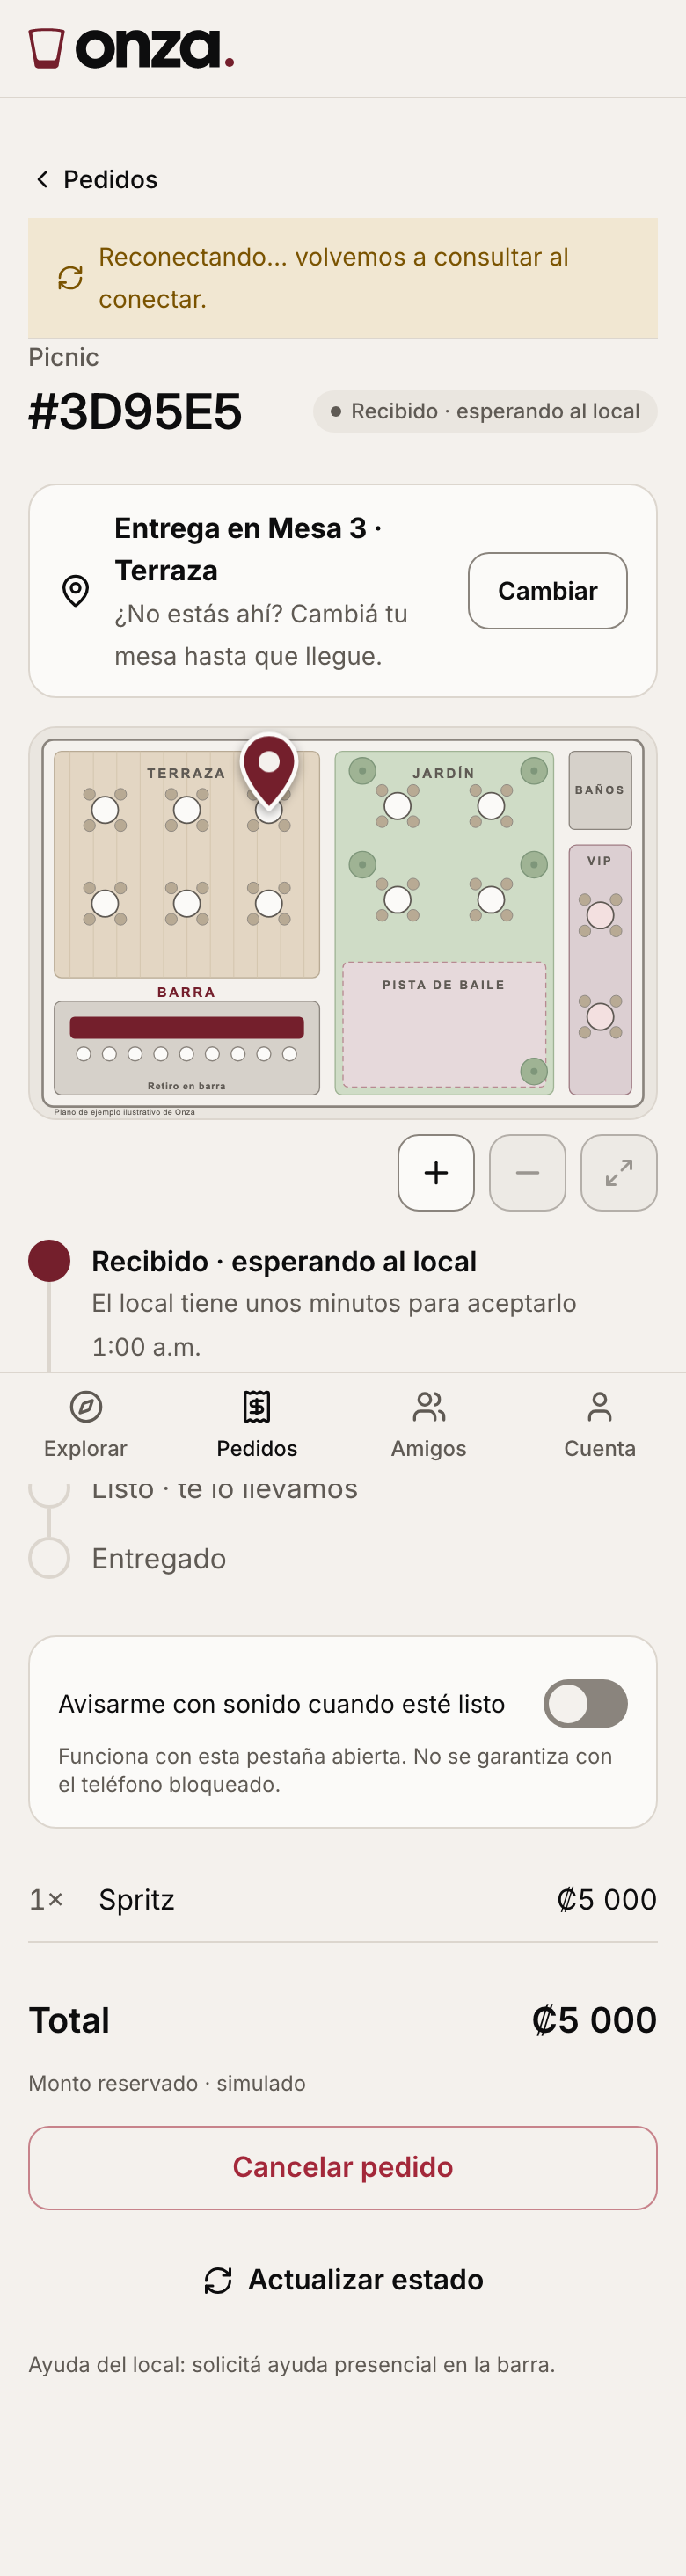 onza.
Pedidos
Reconectando... volvemos a consultar al
conectar.
Picnic
#3D95E5
Recibido · esperando al local
Entrega en Mesa 3 ·
Terraza
¿No estás ahí? Cambiá tu
mesa hasta que llegue.
Cambiar
TERRAZA
JARDÍN
BAÑOS
VIP
PISTA DE BAILE
BARRA
Retiro en barra
Plano de ejemplo ilustrativo de Onza
Recibido · esperando al local
El local tiene unos minutos para aceptarlo
1:00 a.m.
Explorar
Pedidos
Amigos
Cuenta
Listo · te lo llevamos
Entregado
Avisarme con sonido cuando esté listo
Funciona con esta pestaña abierta. No se garantiza con
el teléfono bloqueado.
1× Spritz ₡5 000
Total ₡5 000
Monto reservado · simulado
Cancelar pedido
Actualizar estado
Ayuda del local: solicitá ayuda presencial en la barra.